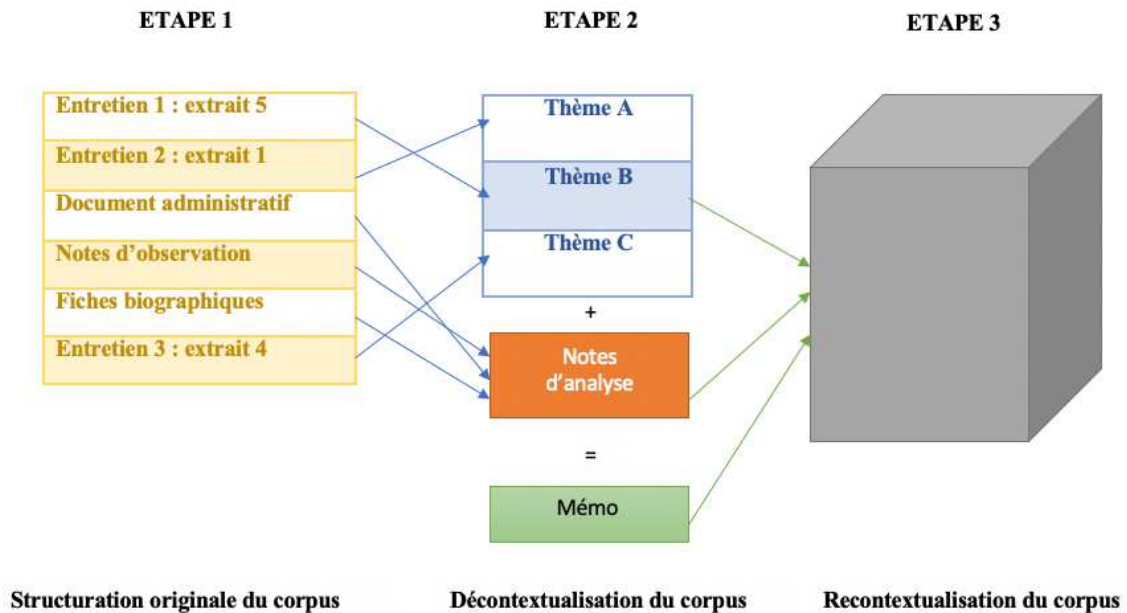 ETAPE 1
ETAPE 2
ETAPE 3
Entretien 1 : extrait 5
Entretien 2 : extrait 1
Document administratif
Notes d'observation
Fiches biographiques
Entretien 3 : extrait 4
Thème A
Thème B
Thème C
+
Notes
d'analyse
=
Mémo
Structuration originale du corpus
Décontextualisation du corpus
Recontextualisation du corpus